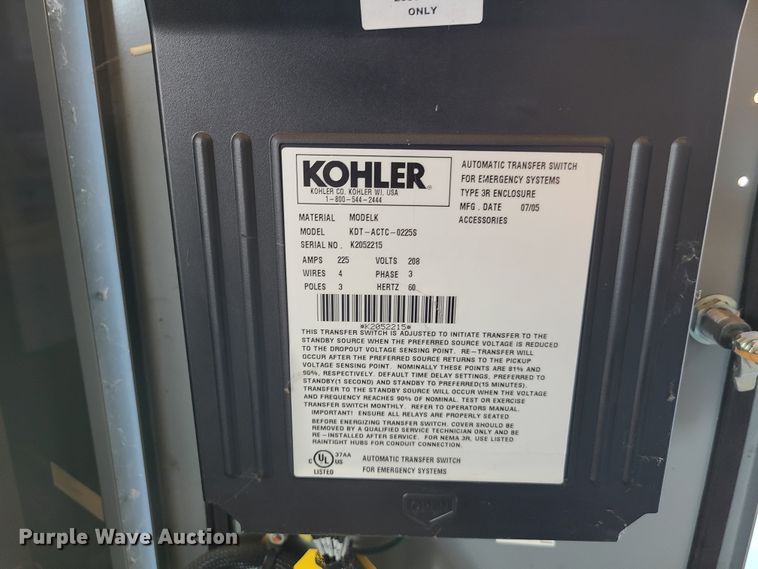 ONLY
KOHLER®
KOHLER CO. KOHLER WI. USA
1-800-544-2444
AUTOMATIC TRANSFER SWITCH
FOR EMERGENCY SYSTEMS
TYPE 3R ENCLOSURE
MFG. DATE 07/05
ACCESSORIES
MATERIAL MODELK
MODEL KDT-ACTC-0225S
SERIAL NO. K2052215
AMPS 225 VOLTS 208
WIRES 4 PHASE 3
POLES 3 HERTZ 60
*K2052215*
THIS TRANSFER SWITCH IS ADJUSTED TO INITIATE TRANSFER TO THE
STANDBY SOURCE WHEN THE PREFERRED SOURCE VOLTAGE IS REDUCED
TO THE DROPOUT VOLTAGE SENSING POINT. RE-TRANSFER WILL
OCCUR AFTER THE PREFERRED SOURCE RETURNS TO THE PICKUP
VOLTAGE SENSING POINT. NOMINALLY THESE POINTS ARE 81% AND
90%, RESPECTIVELY. DEFAULT TIME DELAY SETTINGS, PREFERRED TO
STANDBY(1 SECOND) AND STANDBY TO PREFERRED(15 MINUTES).
TRANSFER TO THE STANDBY SOURCE WILL OCCUR WHEN THE VOLTAGE
AND FREQUENCY REACHES 90% OF NOMINAL. TEST OR EXERCISE
TRANSFER SWITCH MONTHLY. REFER TO OPERATORS MANUAL.
IMPORTANT! ENSURE ALL RELAYS ARE PROPERLY SEATED
BEFORE ENERGIZING TRANSFER SWITCH. COVER SHOULD BE
REMOVED BY A QUALIFIED SERVICE TECHNICIAN ONLY AND BE
RE-INSTALLED AFTER SERVICE. FOR NEMA 3R, USE LISTED
RAINTIGHT HUBS FOR CONDUIT CONNECTION.
C UL US 37AA
LISTED
AUTOMATIC TRANSFER SWITCH
FOR EMERGENCY SYSTEMS
Purple Wave Auction